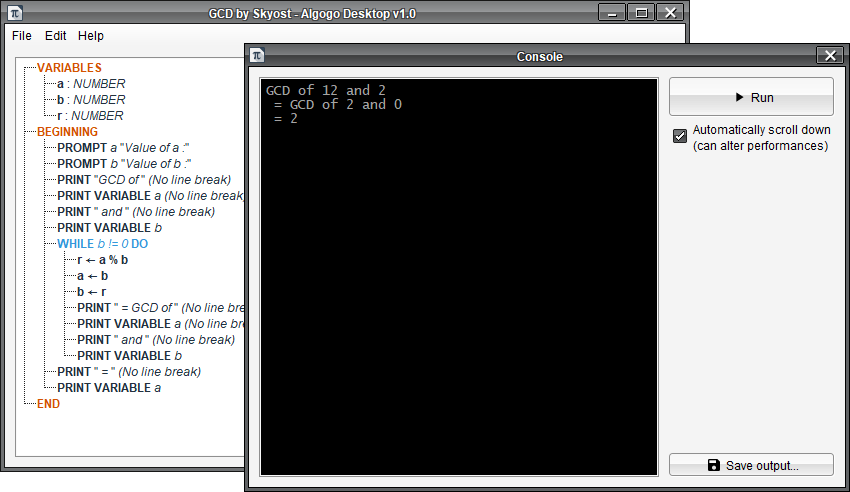 GCD by Skyost - Algogo Desktop v1.0
File Edit Help
VARIABLES
a : NUMBER
b : NUMBER
r : NUMBER
BEGINNING
PROMPT a "Value of a :"
PROMPT b "Value of b :"
PRINT "GCD of " (No line break)
PRINT VARIABLE a (No line break)
PRINT " and " (No line break)
PRINT VARIABLE b
WHILE b != 0 DO
r ← a % b
a ← b
b ← r
PRINT " = GCD of " (No line bre
PRINT VARIABLE a (No line bre
PRINT " and " (No line break)
PRINT VARIABLE b
PRINT " = " (No line break)
PRINT VARIABLE a
END
Console
GCD of 12 and 2
= GCD of 2 and 0
= 2
Run
Automatically scroll down
(can alter performances)
Save output...